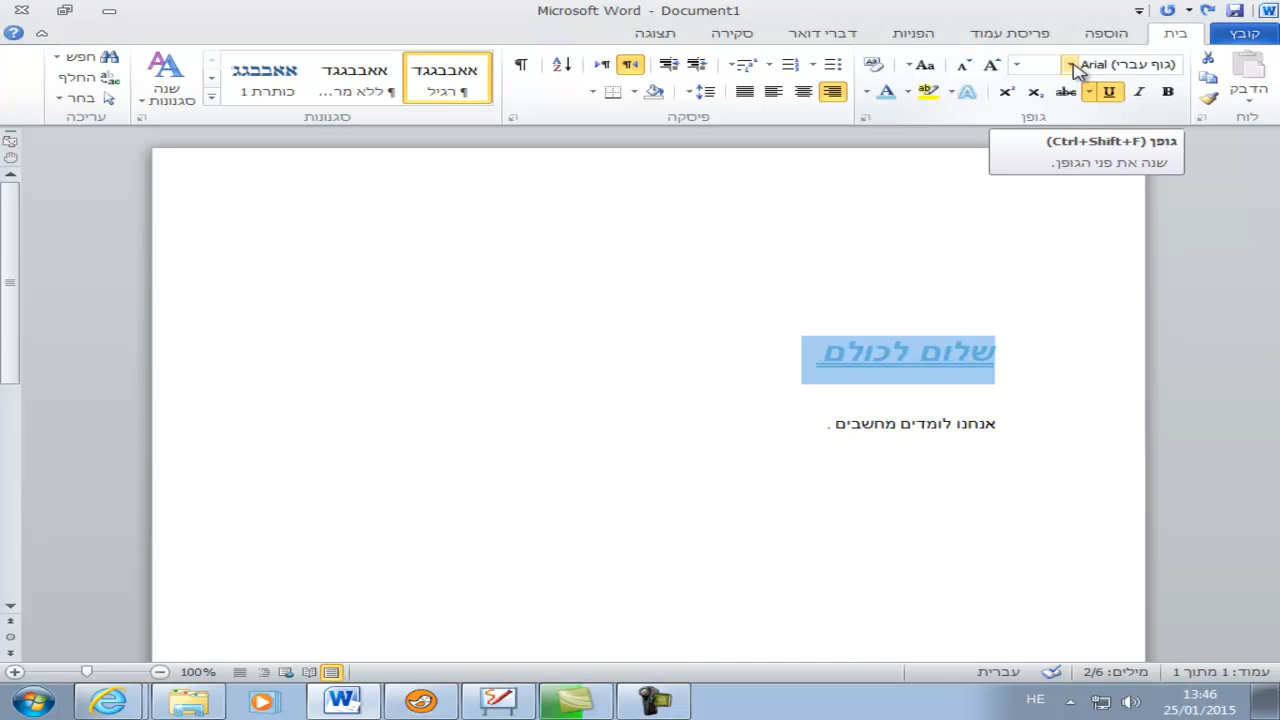 Microsoft Word - Document1
קובץ בית הוספה פריסת עמוד הפניות דברי דואר סקירה תצוגה
הדבק
Arial (גוף עברי)
Aa
B I U abc
שנה סגנונות
אאבבגגד אאבבגגד אאבבגג
רגיל ללא מר... כותרת 1
חפש
החלף
בחר
לוח גופן פיסקה סגנונות עריכה
גופן (Ctrl+Shift+F)
שנה את פני הגופן.
שלום לכולם
אנחנו לומדים מחשבים .
עמוד: 1 מתוך 1 מילים: 2/6 עברית 100%
HE
13:46
25/01/2015